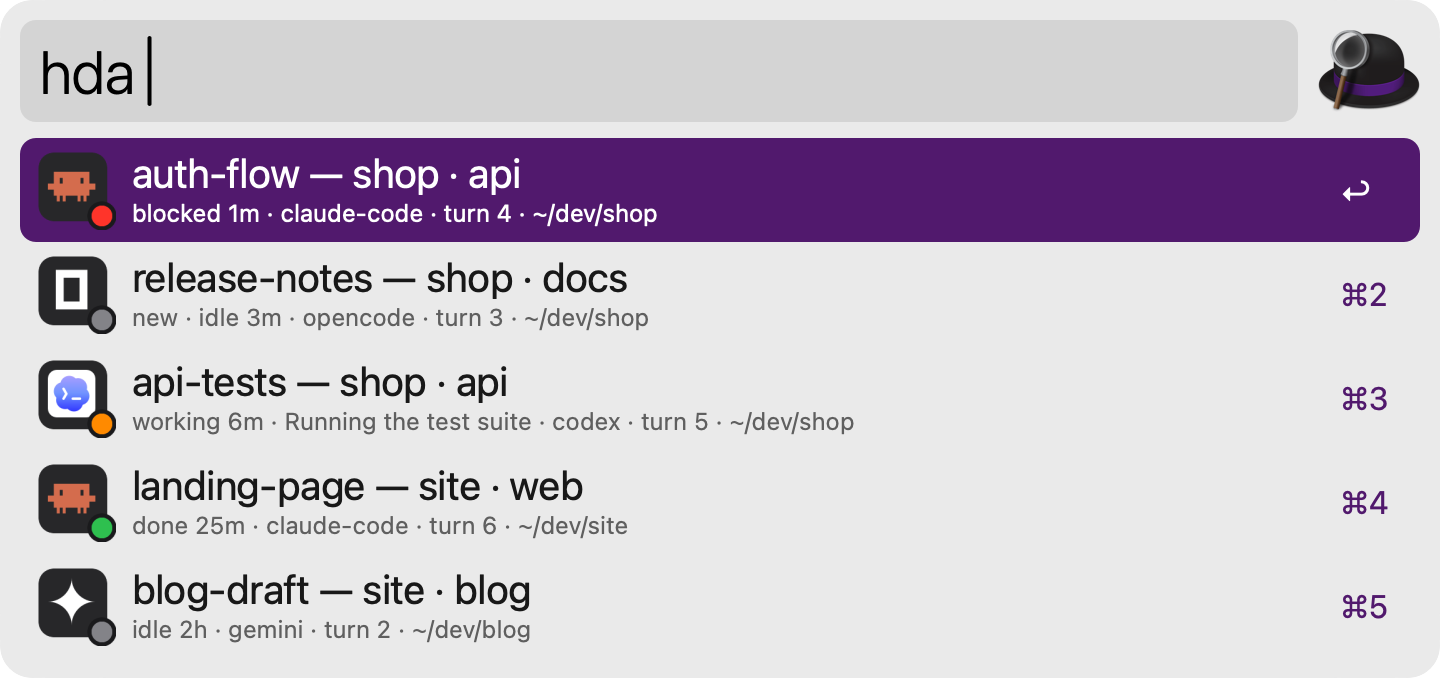 hda
auth-flow — shop · api
↩
blocked 1m · claude-code · turn 4 · ~/dev/shop
release-notes — shop · docs
⌘2
new · idle 3m · opencode · turn 3 · ~/dev/shop
api-tests — shop · api
⌘3
working 6m · Running the test suite · codex · turn 5 · ~/dev/shop
landing-page — site · web
⌘4
done 25m · claude-code · turn 6 · ~/dev/site
blog-draft — site · blog
⌘5
idle 2h · gemini · turn 2 · ~/dev/blog